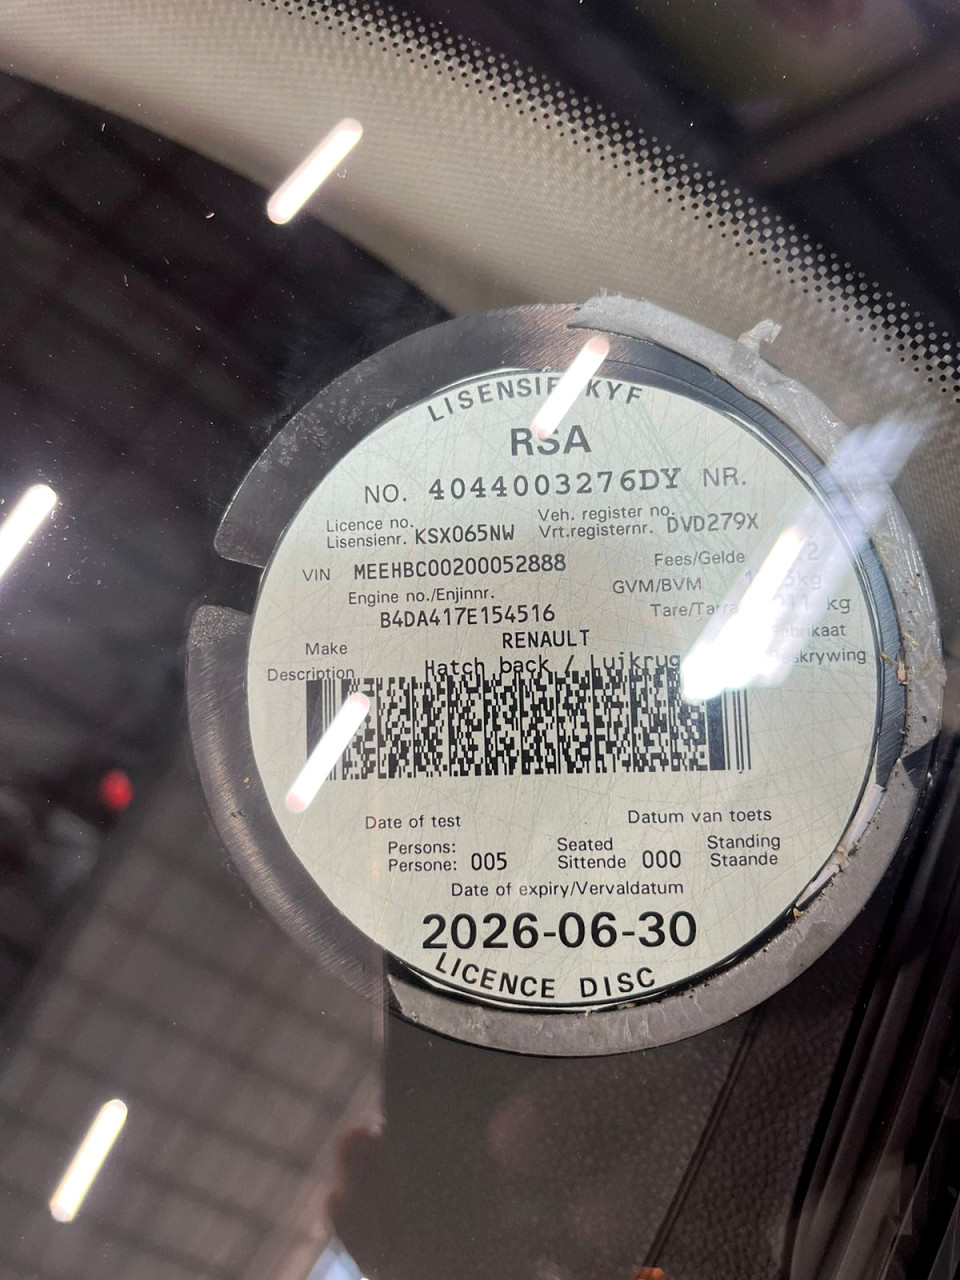 LISENSIESKYF
RSA
NO. 4044003276DY NR.
Licence no. Veh. register no.
Lisensienr. KSX065NW Vrt.registernr. DVD279X
VIN MEEHBC00200052888 Fees/Gelde
GVM/BVM kg
Engine no./Enjinnr. Tare/Tarra kg
B4DA417E154516
Make RENAULT Fabrikaat
Description Hatch back / Luikrug Beskrywing
Date of test Datum van toets
Persons: Seated Standing
Persone: 005 Sittende 000 Staande
Date of expiry/Vervaldatum
2026-06-30
LICENCE DISC